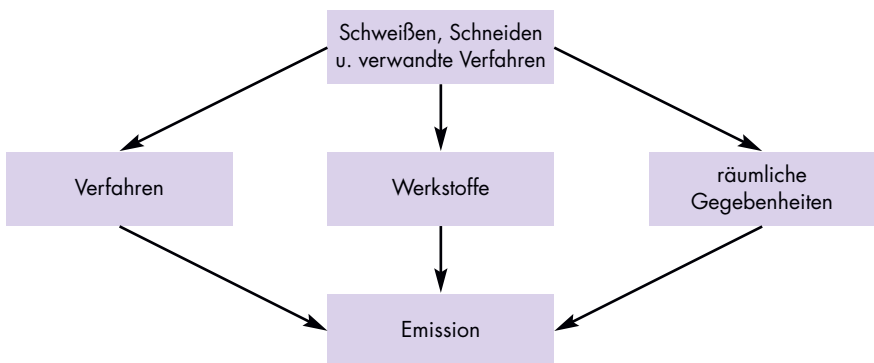 Schweißen, Schneiden
u. verwandte Verfahren
Verfahren
Werkstoffe
räumliche
Gegebenheiten
Emission